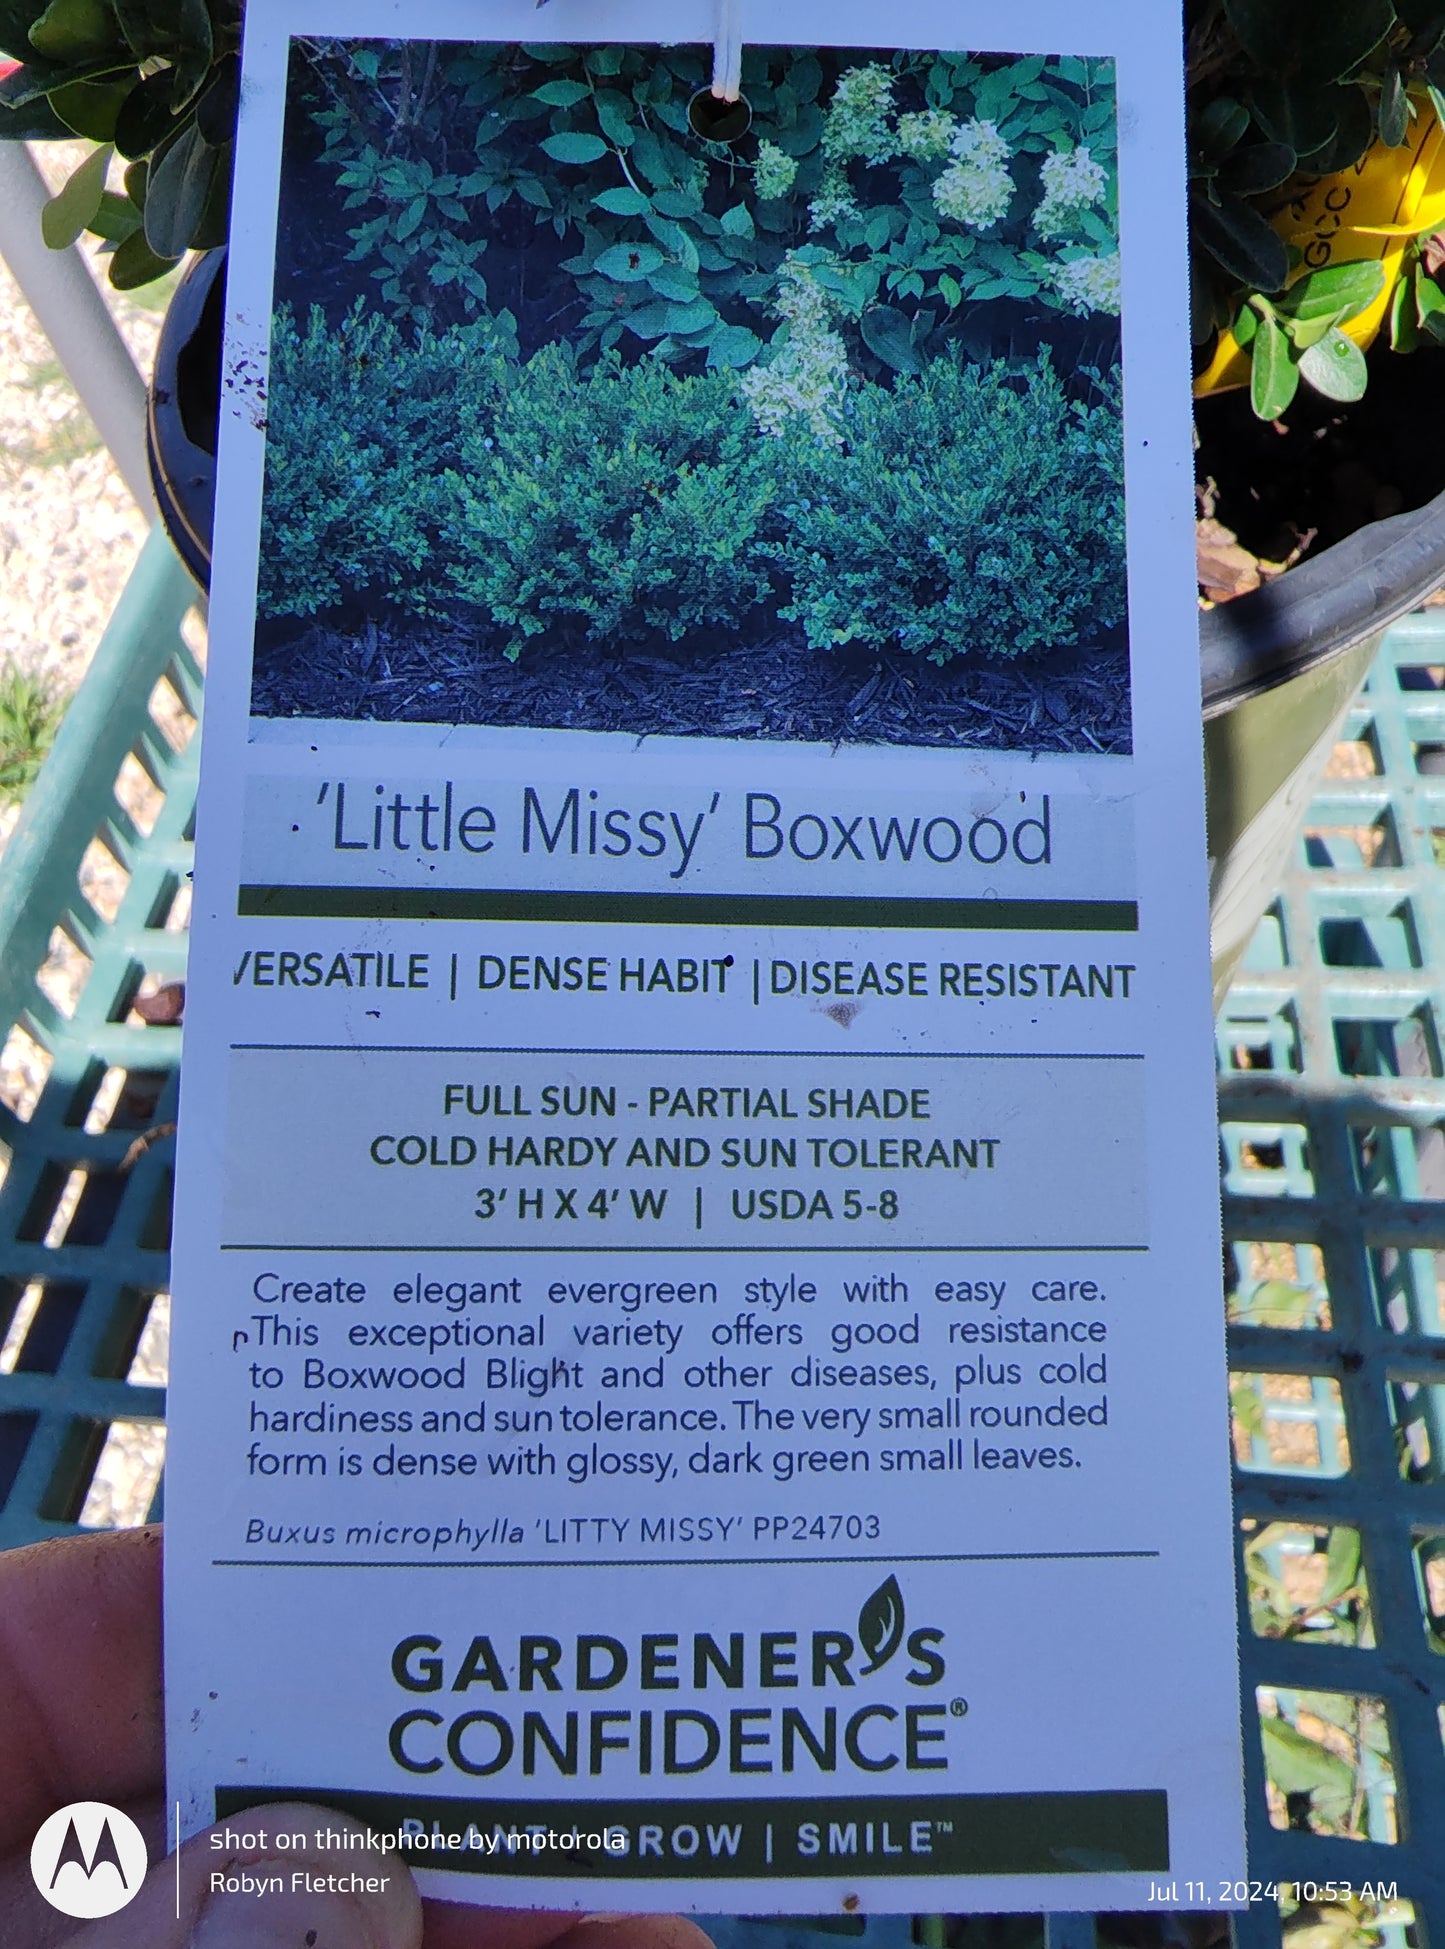 GCC
'Little Missy' Boxwood
VERSATILE | DENSE HABIT | DISEASE RESISTANT
FULL SUN - PARTIAL SHADE
COLD HARDY AND SUN TOLERANT
3' H X 4' W | USDA 5-8
Create elegant evergreen style with easy care.
This exceptional variety offers good resistance
to Boxwood Blight and other diseases, plus cold
hardiness and sun tolerance. The very small rounded
form is dense with glossy, dark green small leaves.
Buxus microphylla 'LITTY MISSY' PP24703
GARDENER'S
CONFIDENCE®
PLANT | GROW | SMILE™
shot on thinkphone by motorola
Robyn Fletcher
Jul 11, 2024, 10:53 AM